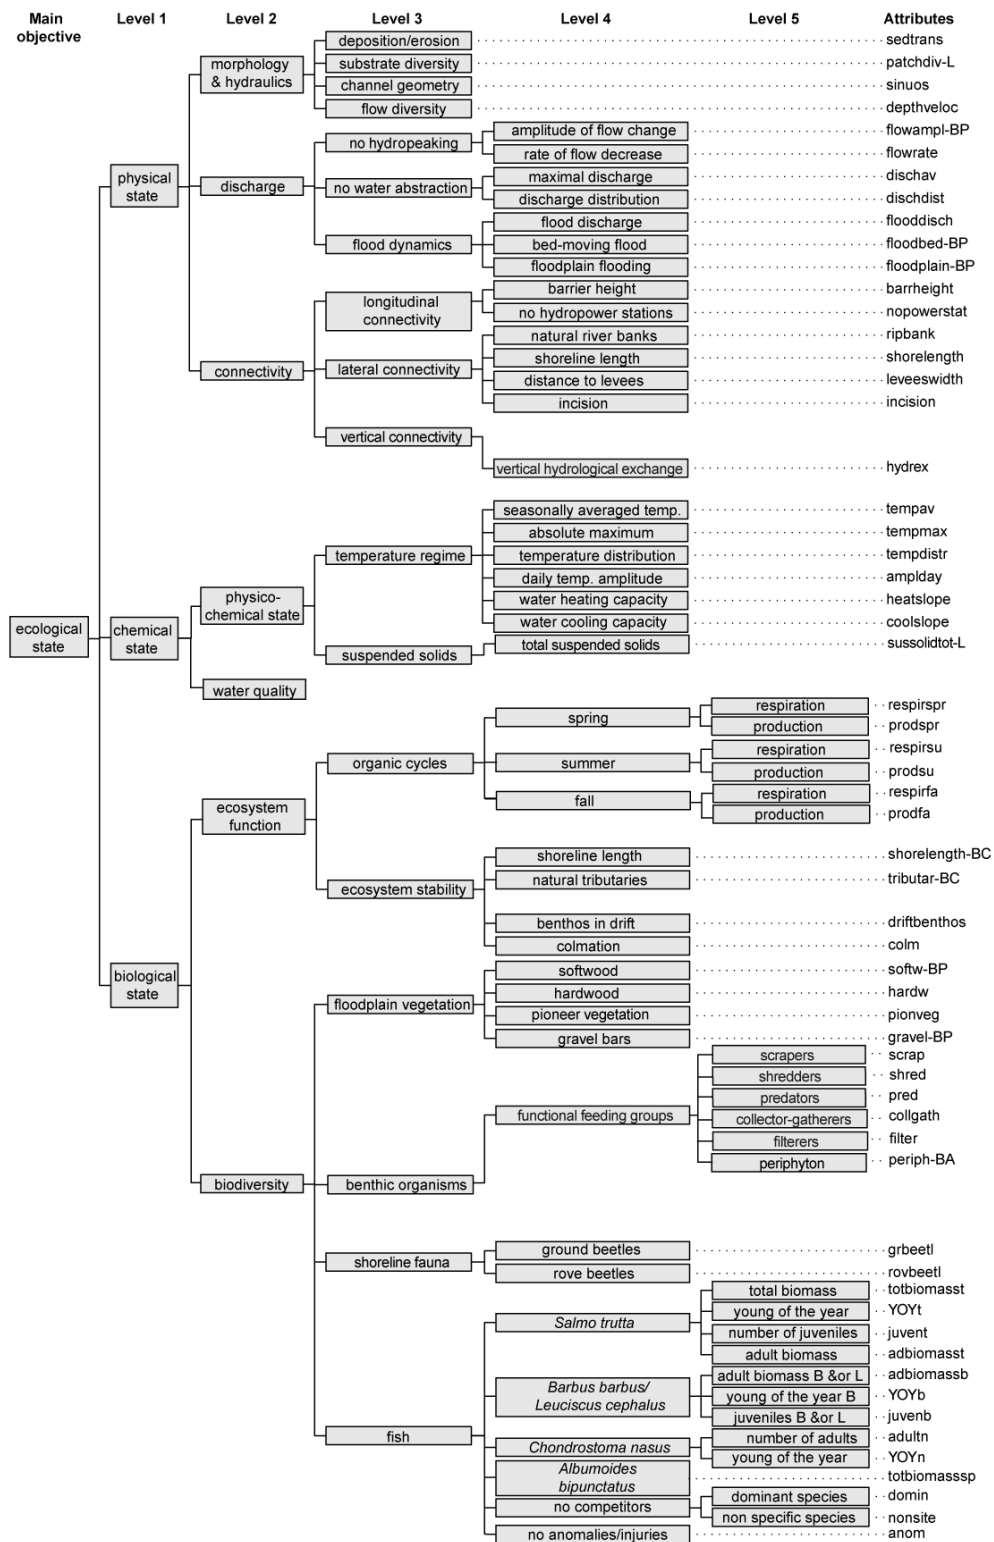 Main objective
Level 1
Level 2
Level 3
Level 4
Level 5
Attributes
deposition/erosion
sedtrans
morphology & hydraulics
substrate diversity
patchdiv-L
channel geometry
sinuos
flow diversity
depthveloc
amplitude of flow change
flowampl-BP
no hydropeaking
rate of flow decrease
flowrate
physical state
discharge
no water abstraction
maximal discharge
dischav
discharge distribution
dischdist
flood discharge
flooddisch
flood dynamics
bed-moving flood
floodbed-BP
floodplain flooding
floodplain-BP
longitudinal connectivity
barrier height
barrheight
no hydropower stations
nopowerstat
natural river banks
ripbank
connectivity
lateral connectivity
shoreline length
shorelength
distance to levees
leveeswidth
incision
incision
vertical connectivity
vertical hydrological exchange
hydrex
seasonally averaged temp.
tempav
absolute maximum
tempmax
temperature regime
temperature distribution
tempdistr
daily temp. amplitude
amplday
physico-
chemical state
water heating capacity
heatslope
water cooling capacity
coolslope
ecological state
chemical state
suspended solids
total suspended solids
sussolidtot-L
water quality
respiration
respirspr
spring
production
prodspr
respiration
respirsu
organic cycles
summer
production
prodsu
respiration
respirfa
fall
production
prodfa
ecosystem function
shoreline length
shorelength-BC
ecosystem stability
natural tributaries
tributar-BC
benthos in drift
driftbenthos
colmation
colm
biological state
softwood
softw-BP
floodplain vegetation
hardwood
hardw
pioneer vegetation
pionveg
gravel bars
gravel-BP
scrapers
scrap
shredders
shred
predators
pred
functional feeding groups
collector-gatherers
collgath
filterers
filter
periphyton
periph-BA
biodiversity
benthic organisms
shoreline fauna
ground beetles
grbeetl
rove beetles
rovbeetl
total biomass
totbiomasst
Salmo trutta
young of the year
YOYt
number of juveniles
juvent
adult biomass
adbiomasst
Barbus barbus/
Leuciscus cephalus
adult biomass B &or L
adbiomassb
young of the year B
YOYb
juveniles B &or L
juvenb
fish
Chondrostoma nasus
number of adults
adultn
young of the year
YOYn
Albumoides
bipunctatus
totbiomasssp
no competitors
dominant species
domin
non specific species
nonsite
no anomalies/injuries
anom